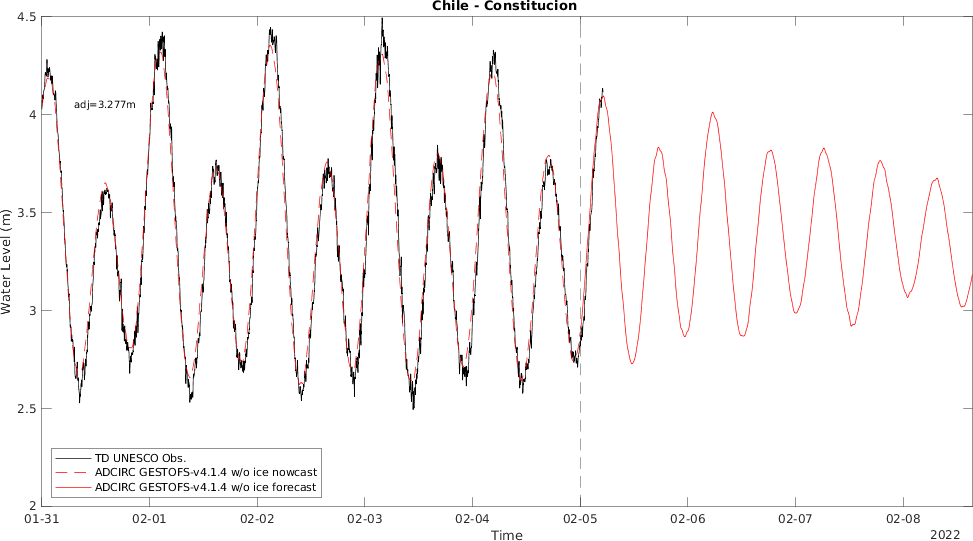 Chile - Constitucion
4.5
adj=3.277m
4
3.5
Water Level (m)
3
2.5
TD UNESCO Obs.
ADCIRC GESTOFS-v4.1.4 w/o ice nowcast
ADCIRC GESTOFS-v4.1.4 w/o ice forecast
2
01-31 02-01 02-02 02-03 02-04 02-05 02-06 02-07 02-08
Time
2022